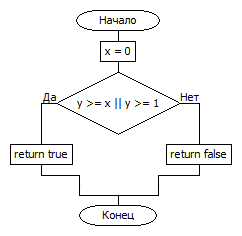 Начало
x = 0
Да
Нет
y >= x || y >= 1
return true
return false
Конец